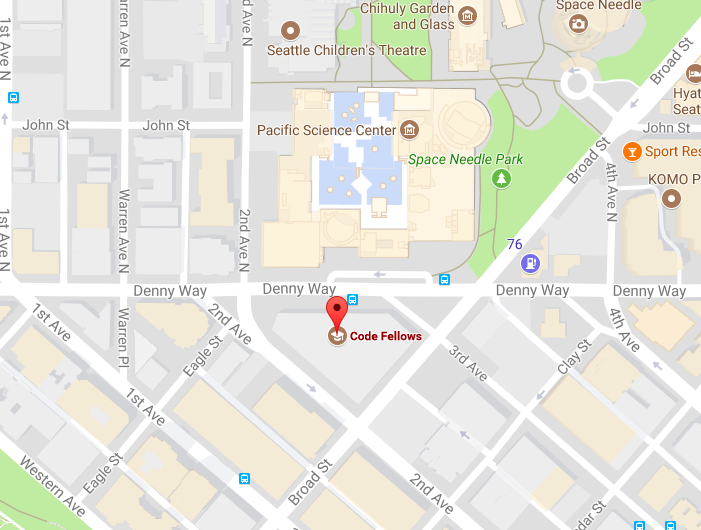 Chihuly Garden
and Glass
Space Needle
1st Ave N
Warren Ave N
2nd Ave N
Seattle Children's Theatre
Broad St
Hyat
Seat
John St
John St
Pacific Science Center
John St
Space Needle Park
Broad St
Sport Res
4th Ave N
KOMO P
1st Ave N
Warren Ave N
2nd Ave N
76
Denny Way
Denny Way
Denny Way
Denny Way
1st Ave
Warren Pl
2nd Ave
Code Fellows
4th Ave
Eagle St
3rd Ave
Clay St
1st Ave
Eagle St
Western Ave
Broad St
2nd Ave
dar St